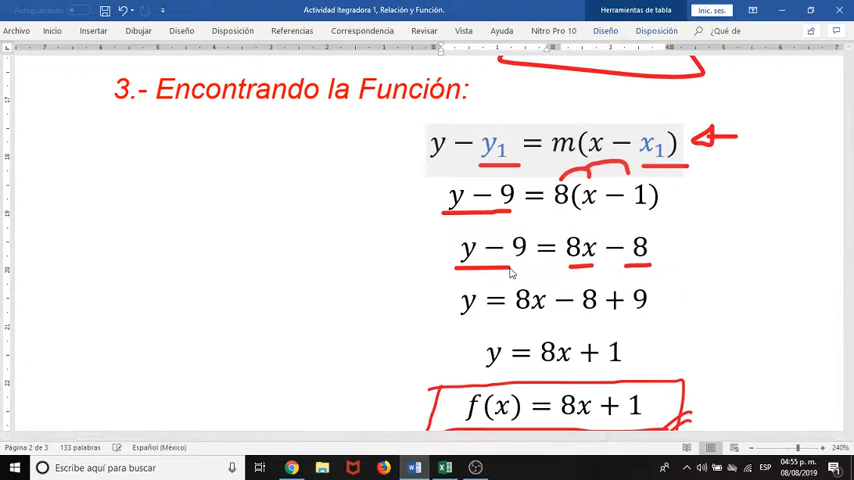 Autoguardado
Actividad Itegradora 1, Relación y Función.
Herramientas de tabla
Inic. ses.
Archivo Inicio Insertar Dibujar Diseño Referencias Correspondencia Revisar Vista Ayuda Nitro Pro 10 Diseño Disposición ¿Qué de
3.- Encontrando la Función:
y − y₁ = m(x − x₁)
y − 9 = 8(x − 1)
y − 9 = 8x − 8
y = 8x − 8 + 9
y = 8x + 1
f(x) = 8x + 1
Página 2 de 3 133 palabras Español (México) 240%
Escribe aquí para buscar
ESP
04:55 p. m.
08/08/2019